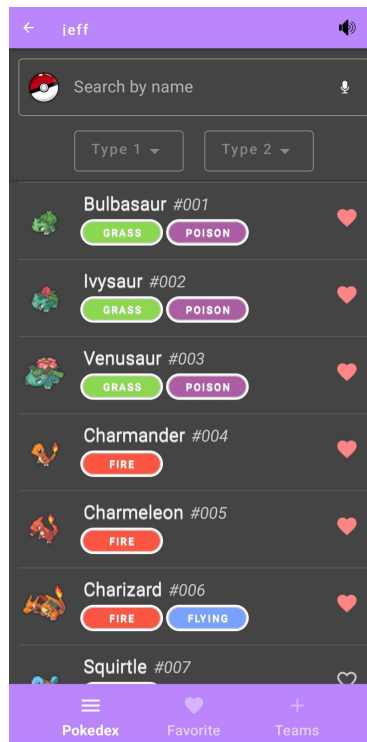 jeff
Search by name
Type 1 Type 2
Bulbasaur #001
GRASS POISON
Ivysaur #002
GRASS POISON
Venusaur #003
GRASS POISON
Charmander #004
FIRE
Charmeleon #005
FIRE
Charizard #006
FIRE FLYING
Squirtle #007
Pokedex Favorite Teams